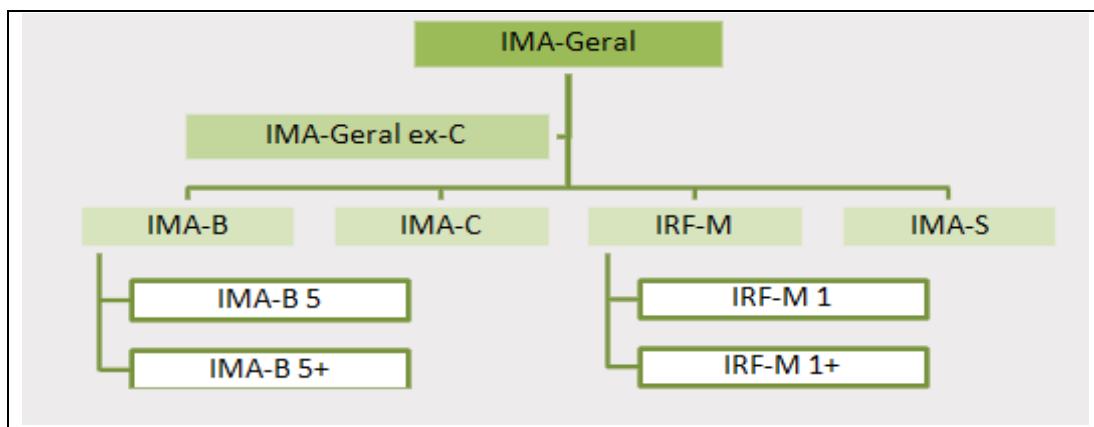 IMA-Geral
IMA-Geral ex-C
IMA-B
IMA-C
IRF-M
IMA-S
IMA-B 5
IRF-M 1
IMA-B 5+
IRF-M 1+